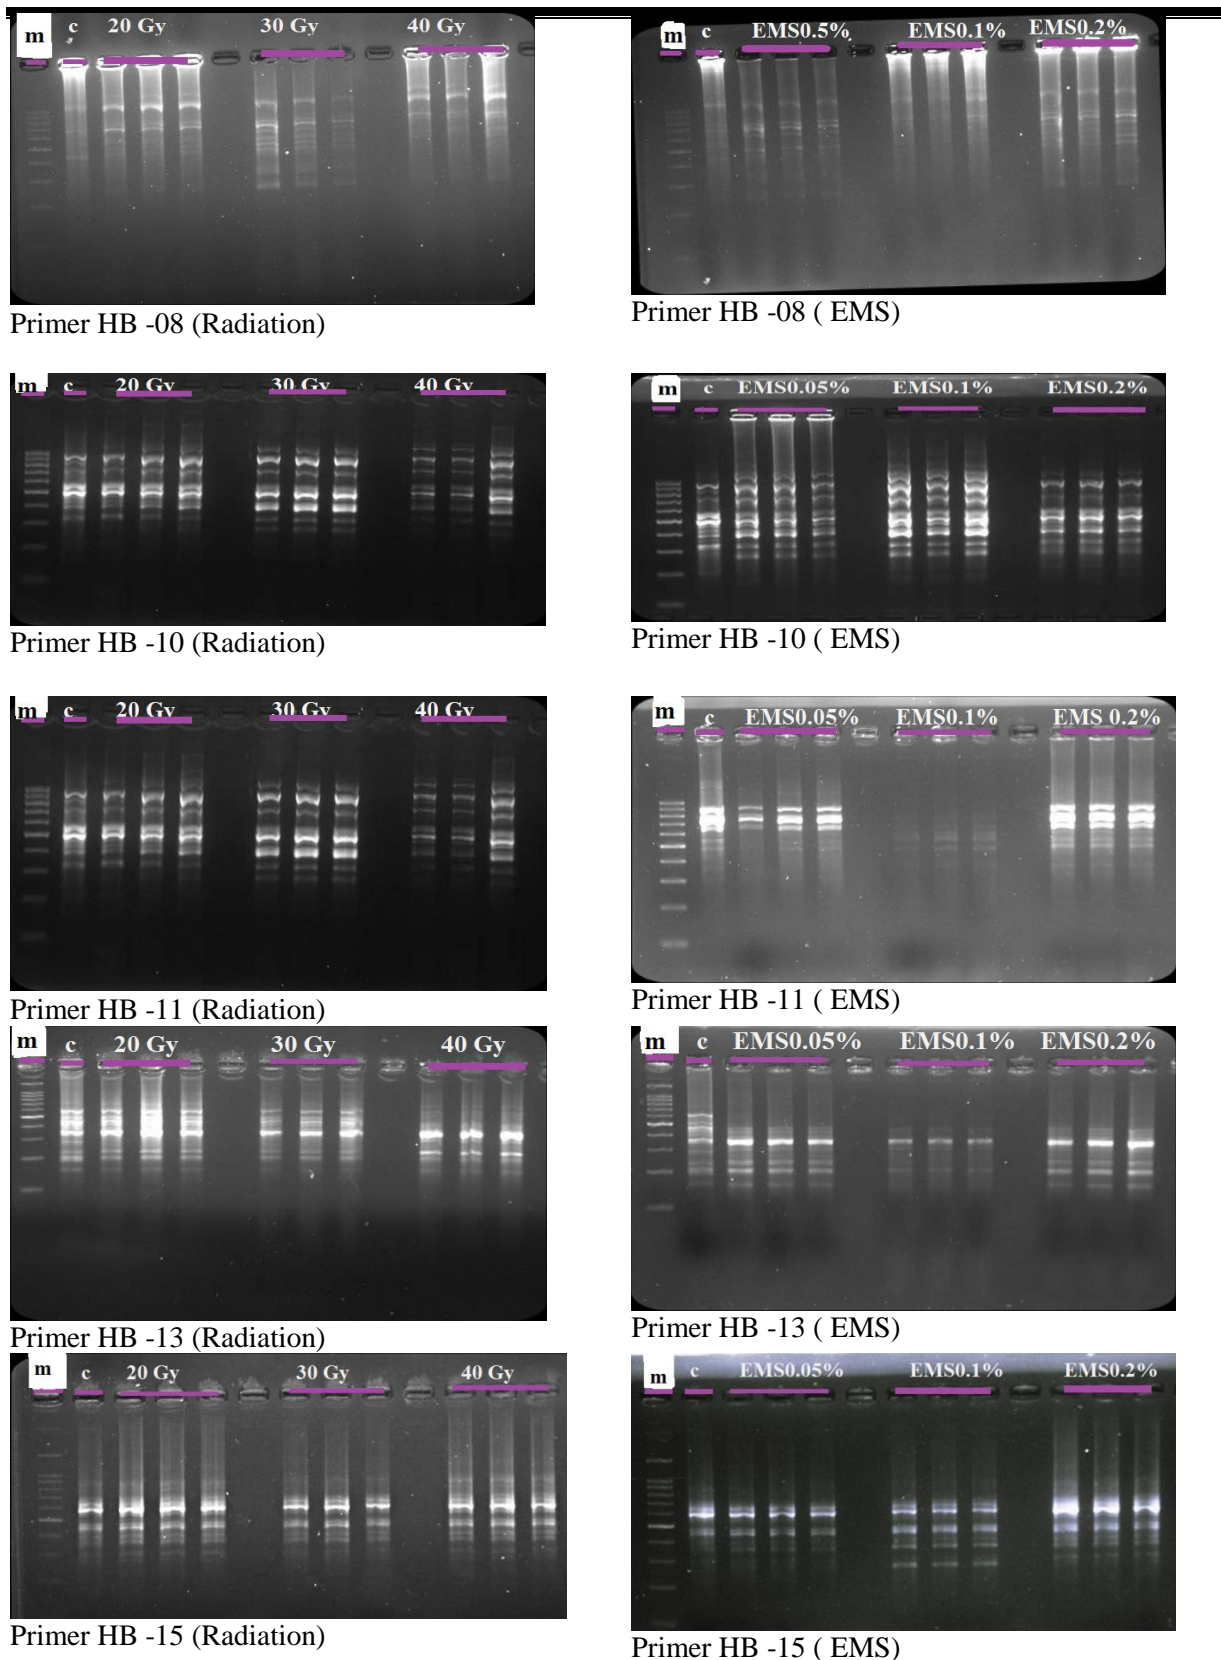 m c 20 Gy 30 Gy 40 Gy
m c EMS0.5% EMS0.1% EMS0.2%
Primer HB -08 (Radiation)
Primer HB -08 ( EMS)
m c 20 Gy 30 Gy 40 Gy
m c EMS0.05% EMS0.1% EMS0.2%
Primer HB -10 (Radiation)
Primer HB -10 ( EMS)
m c 20 Gy 30 Gy 40 Gy
m c EMS0.05% EMS0.1% EMS 0.2%
Primer HB -11 (Radiation)
Primer HB -11 ( EMS)
m c 20 Gy 30 Gy 40 Gy
m c EMS0.05% EMS0.1% EMS0.2%
Primer HB -13 (Radiation)
Primer HB -13 ( EMS)
m c 20 Gy 30 Gy 40 Gy
m c EMS0.05% EMS0.1% EMS0.2%
Primer HB -15 (Radiation)
Primer HB -15 ( EMS)